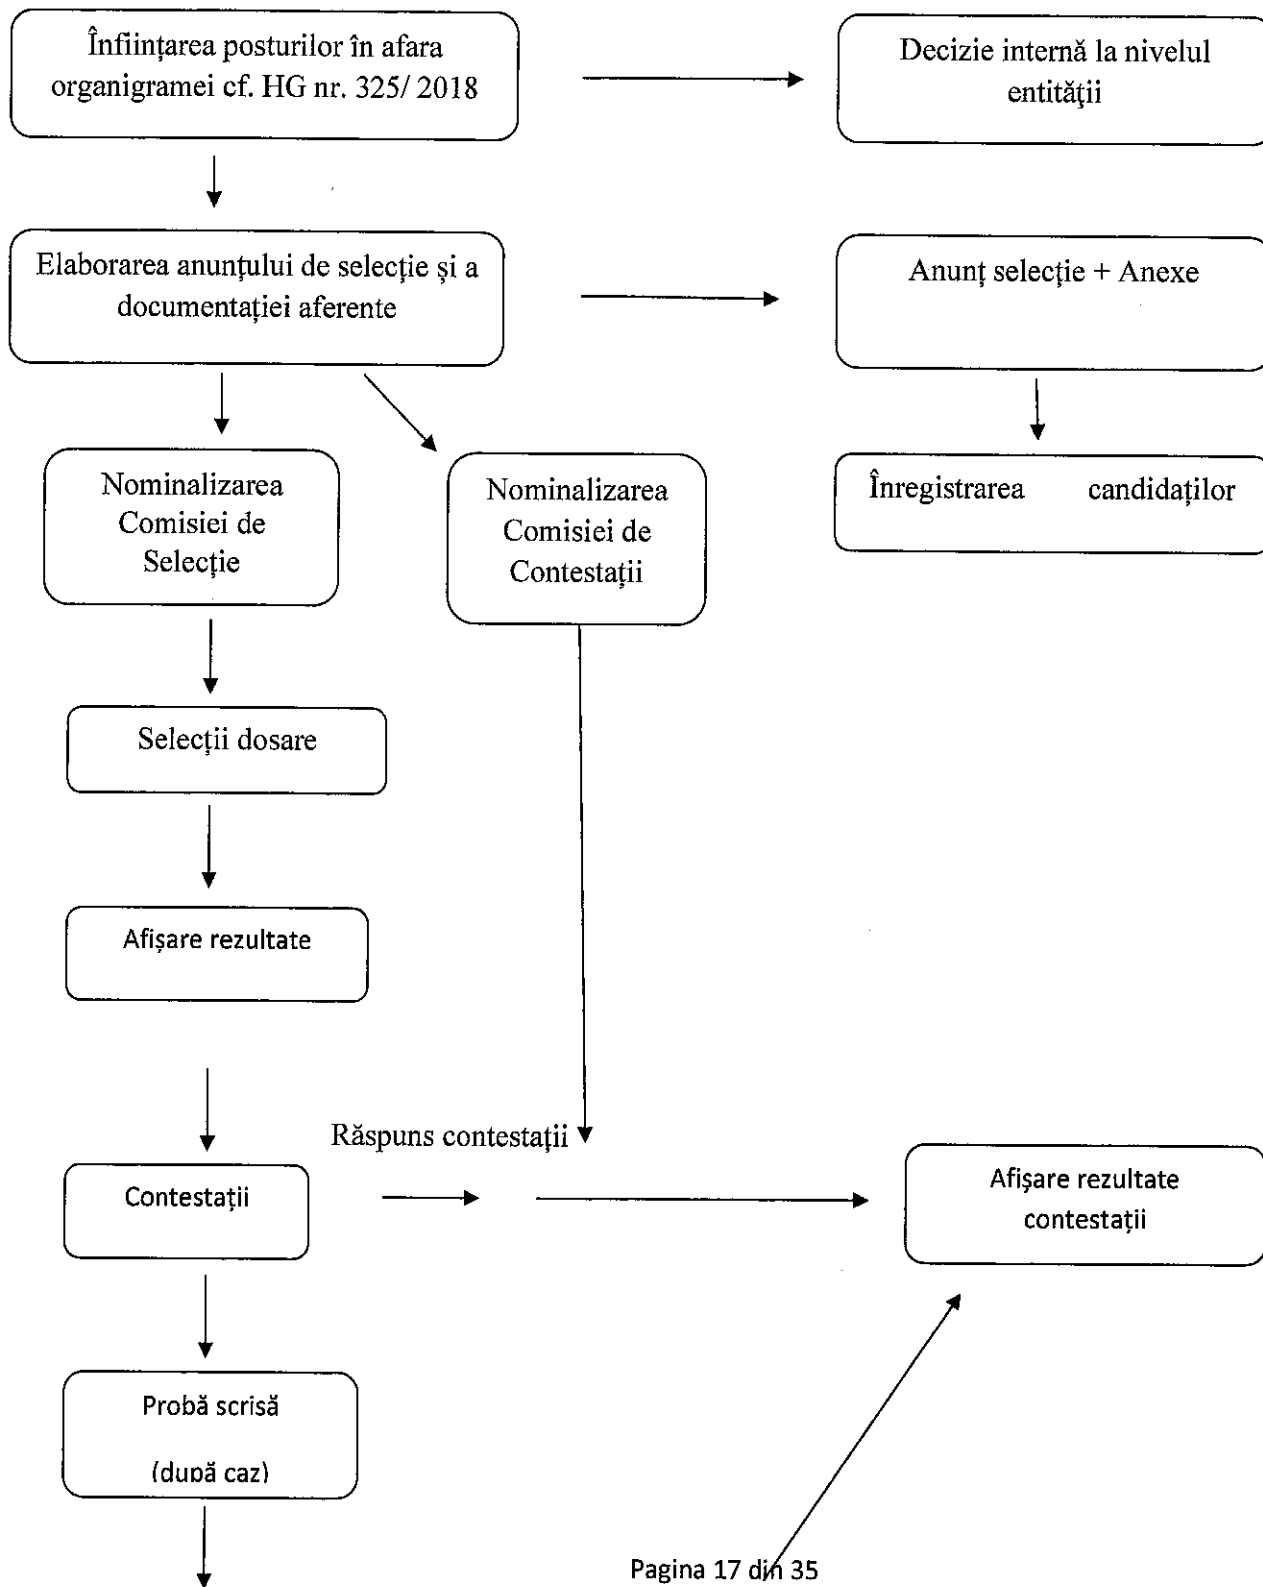 Înființarea posturilor în afara
organigramei cf. HG nr. 325/ 2018
Decizie internă la nivelul
entității
Elaborarea anunțului de selecție și a
documentației aferente
Anunț selecție + Anexe
Nominalizarea
Comisiei de
Selecție
Nominalizarea
Comisiei de
Contestații
Înregistrarea candidaților
Selecții dosare
Afișare rezultate
Răspuns contestații
Contestații
Afișare rezultate
contestații
Probă scrisă
(după caz)
Pagina 17 din 35